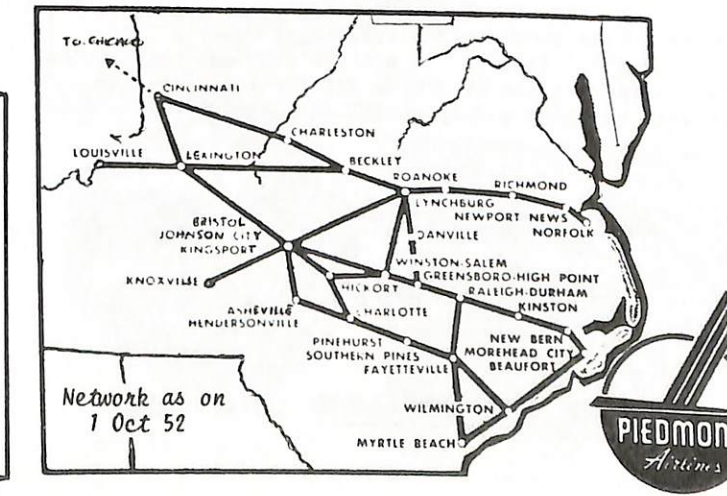 TO CHICAGO
CINCINNATI
CHARLESTON
LOUISVILLE
LEXINGTON
BECKLEY
ROANOKE
RICHMOND
LYNCHBURG
NEWPORT NEWS
NORFOLK
BRISTOL
JOHNSON CITY
KINGSPORT
DANVILLE
WINSTON-SALEM
GREENSBORO-HIGH POINT
KNOXVILLE
HICKORY
RALEIGH-DURHAM
KINSTON
ASHEVILLE
HENDERSONVILLE
CHARLOTTE
PINEHURST
SOUTHERN PINES
FAYETTEVILLE
NEW BERN
MOREHEAD CITY
BEAUFORT
Network as on
1 Oct 52
WILMINGTON
MYRTLE BEACH
PIEDMON
Airlines